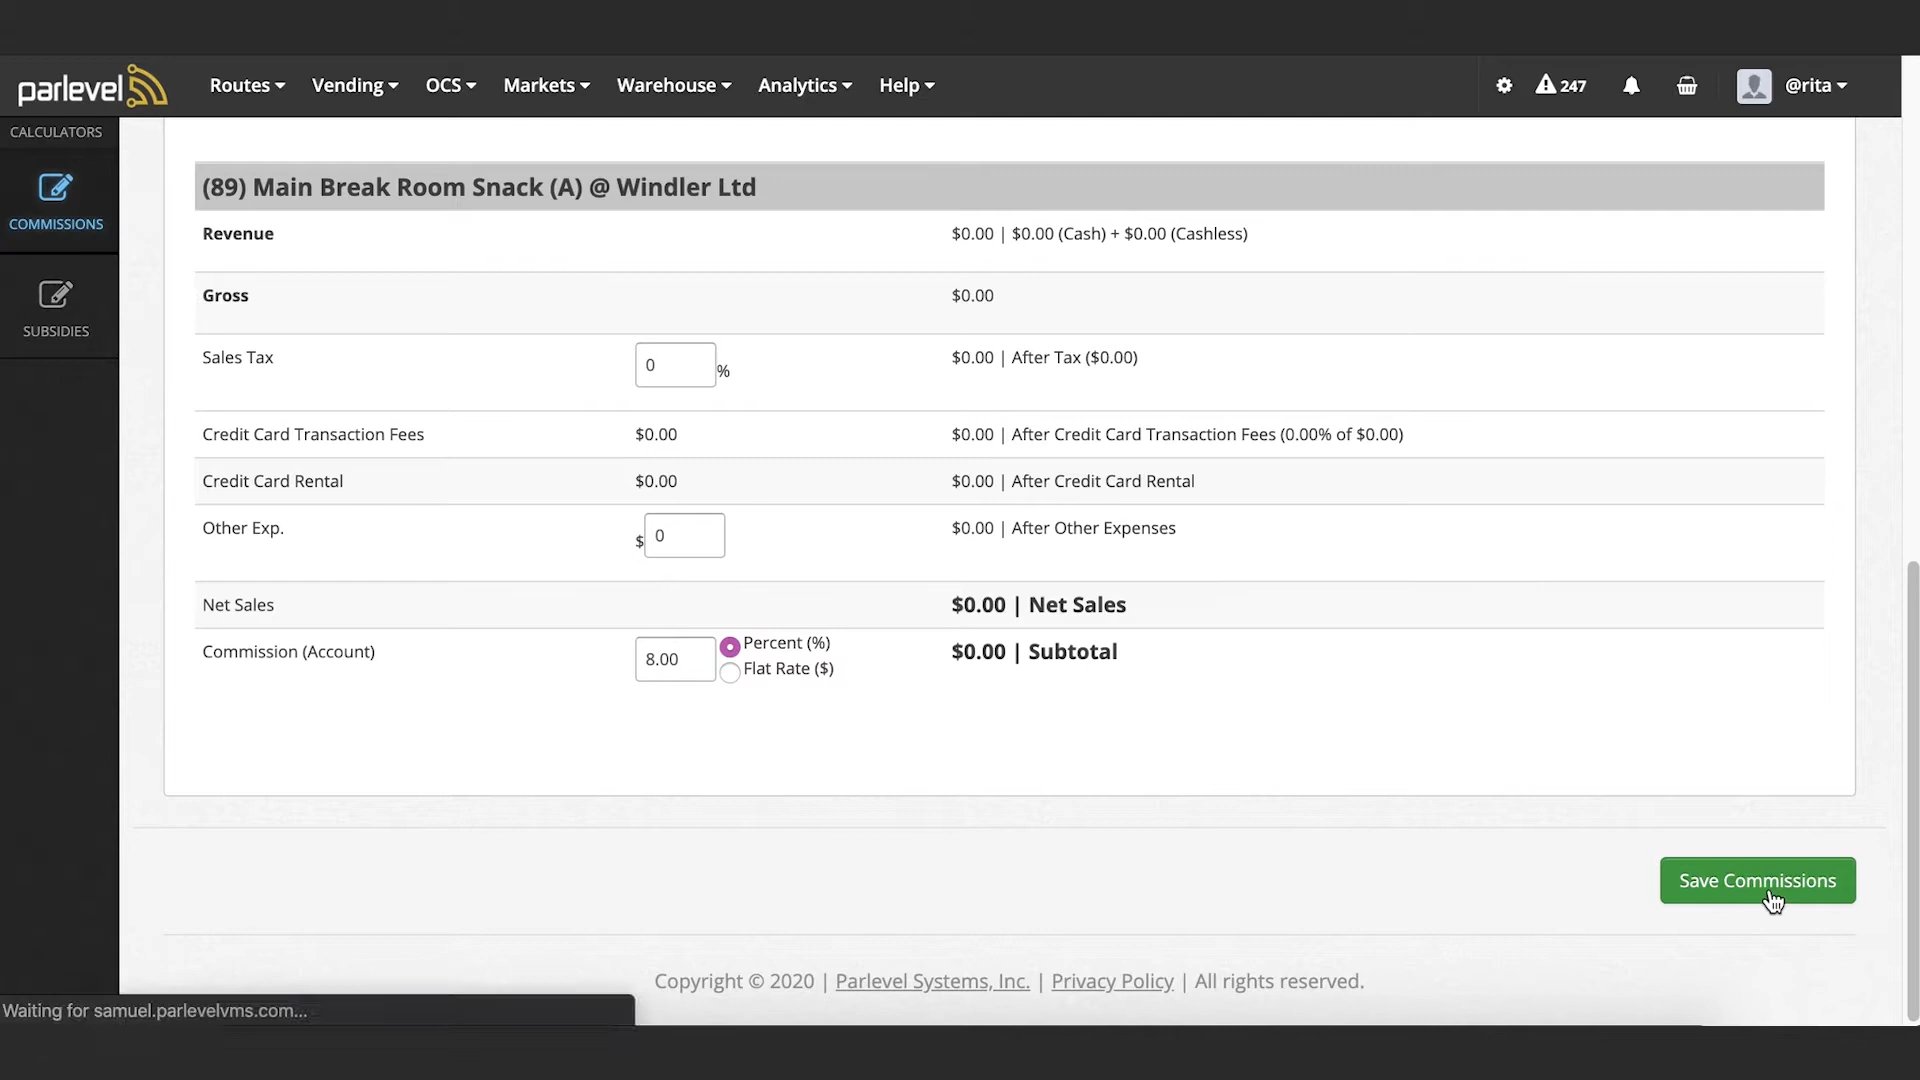 parlevel Routes Vending OCS Markets Warehouse Analytics Help 247 @rita
CALCULATORS
COMMISSIONS
SUBSIDIES
(89) Main Break Room Snack (A) @ Windler Ltd
Revenue $0.00 | $0.00 (Cash) + $0.00 (Cashless)
Gross $0.00
Sales Tax 0 % $0.00 | After Tax ($0.00)
Credit Card Transaction Fees $0.00 $0.00 | After Credit Card Transaction Fees (0.00% of $0.00)
Credit Card Rental $0.00 $0.00 | After Credit Card Rental
Other Exp. $ 0 $0.00 | After Other Expenses
Net Sales $0.00 | Net Sales
Commission (Account) 8.00 Percent (%) $0.00 | Subtotal
Flat Rate ($)
Save Commissions
Copyright © 2020 | Parlevel Systems, Inc. | Privacy Policy | All rights reserved.
Waiting for samuel.parlevelvms.com...